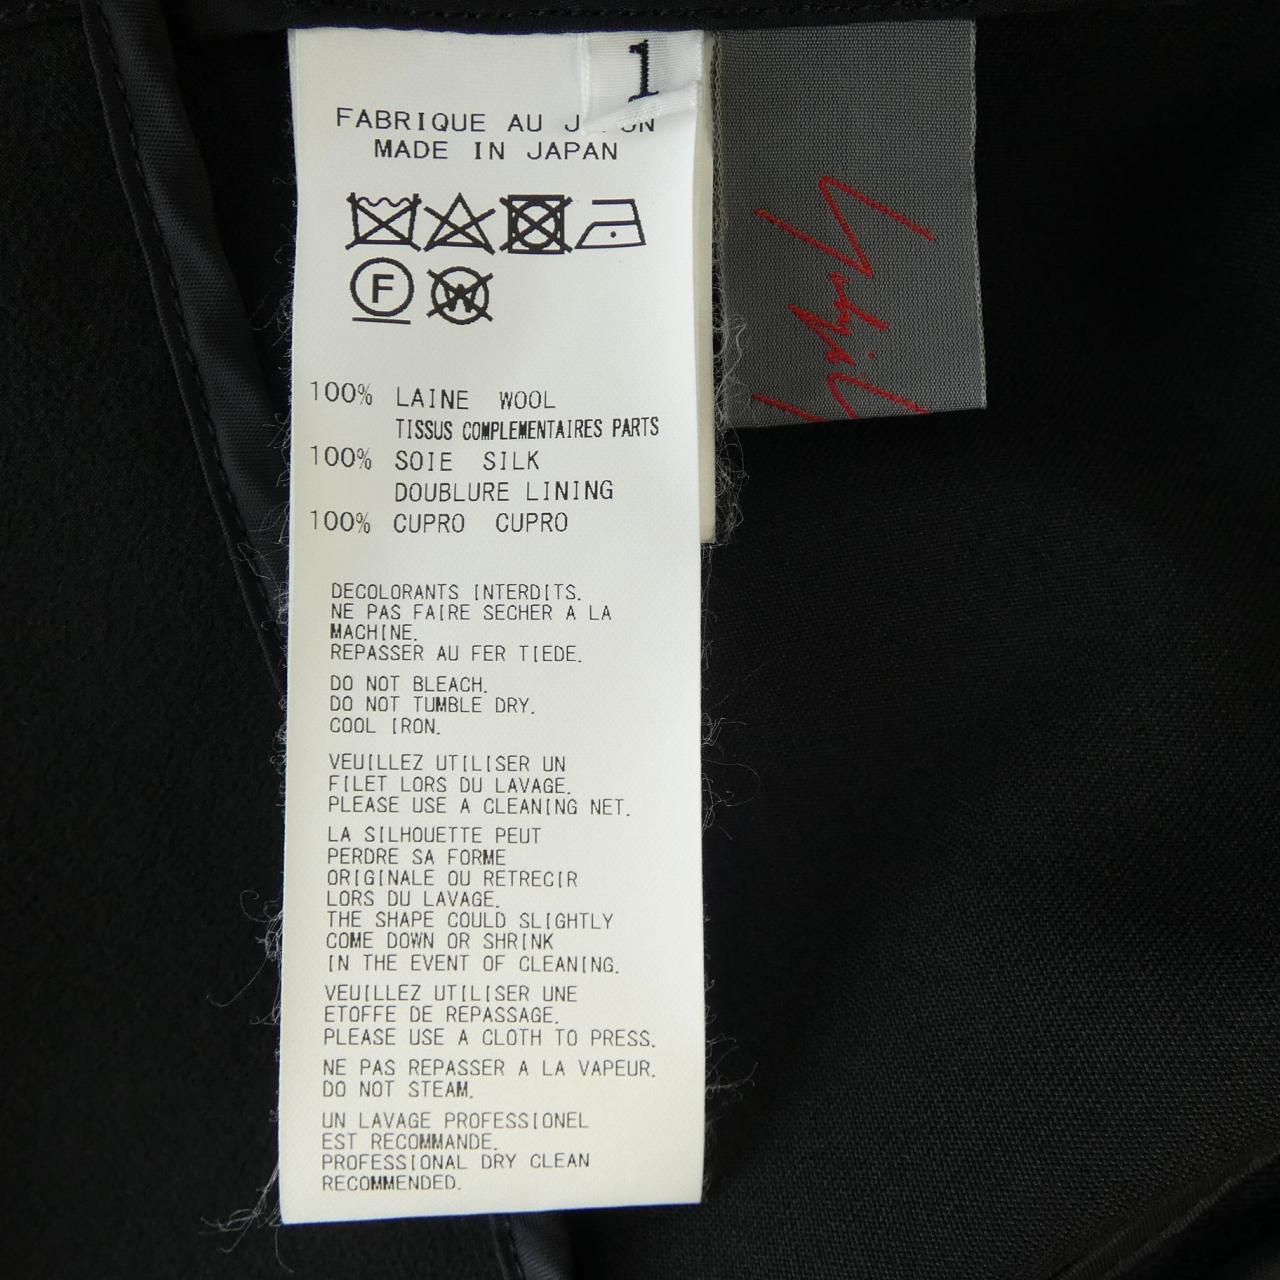 1
FABRIQUE AU JAPON
MADE IN JAPAN
F
W
100% LAINE WOOL
TISSUS COMPLEMENTAIRES PARTS
100% SOIE SILK
DOUBLURE LINING
100% CUPRO CUPRO
DECOLORANTS INTERDITS.
NE PAS FAIRE SECHER A LA
MACHINE.
REPASSER AU FER TIEDE.
DO NOT BLEACH.
DO NOT TUMBLE DRY.
COOL IRON.
VEUILLEZ UTILISER UN
FILET LORS DU LAVAGE.
PLEASE USE A CLEANING NET.
LA SILHOUETTE PEUT
PERDRE SA FORME
ORIGINALE OU RETRECIR
LORS DU LAVAGE.
THE SHAPE COULD SLIGHTLY
COME DOWN OR SHRINK
IN THE EVENT OF CLEANING.
VEUILLEZ UTILISER UNE
ETOFFE DE REPASSAGE.
PLEASE USE A CLOTH TO PRESS.
NE PAS REPASSER A LA VAPEUR.
DO NOT STEAM.
UN LAVAGE PROFESSIONEL
EST RECOMMANDE.
PROFESSIONAL DRY CLEAN
RECOMMENDED.